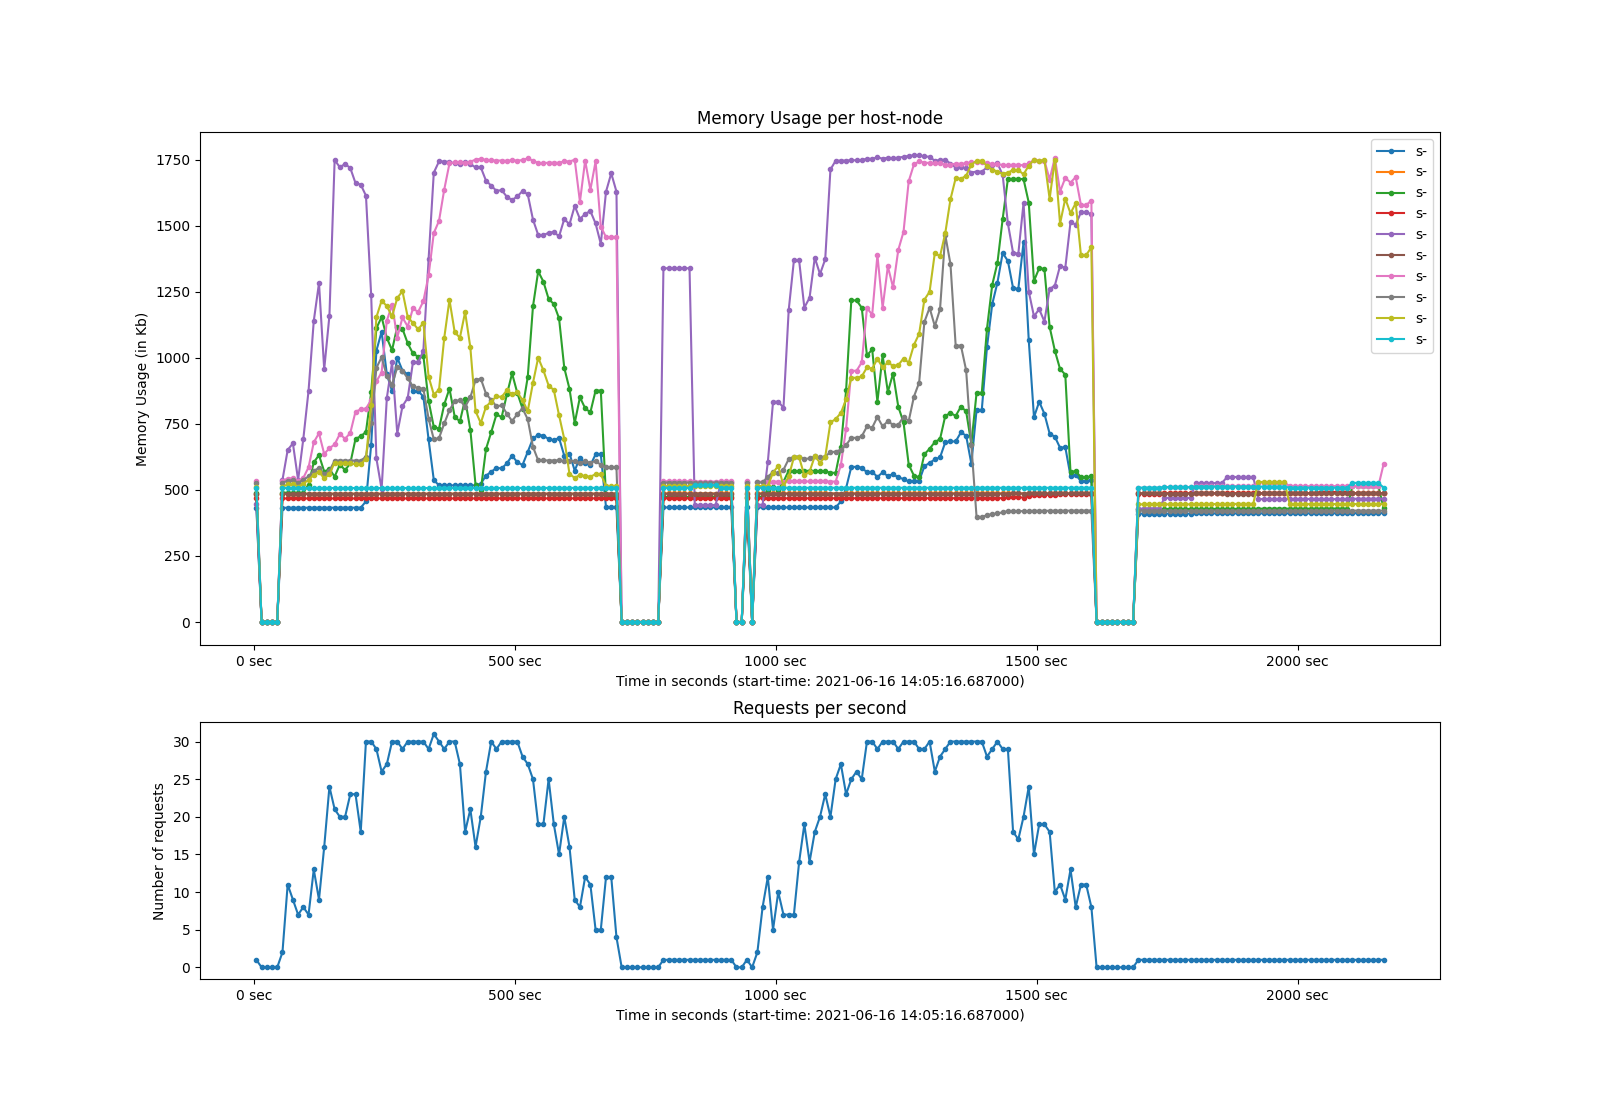 Memory Usage per host-node
Memory Usage (in Kb)
1750
1500
1250
1000
750
500
250
0
s-
s-
s-
s-
s-
s-
s-
s-
s-
s-
0 sec 500 sec 1000 sec 1500 sec 2000 sec
Time in seconds (start-time: 2021-06-16 14:05:16.687000)
Requests per second
Number of requests
30
25
20
15
10
5
0
0 sec 500 sec 1000 sec 1500 sec 2000 sec
Time in seconds (start-time: 2021-06-16 14:05:16.687000)